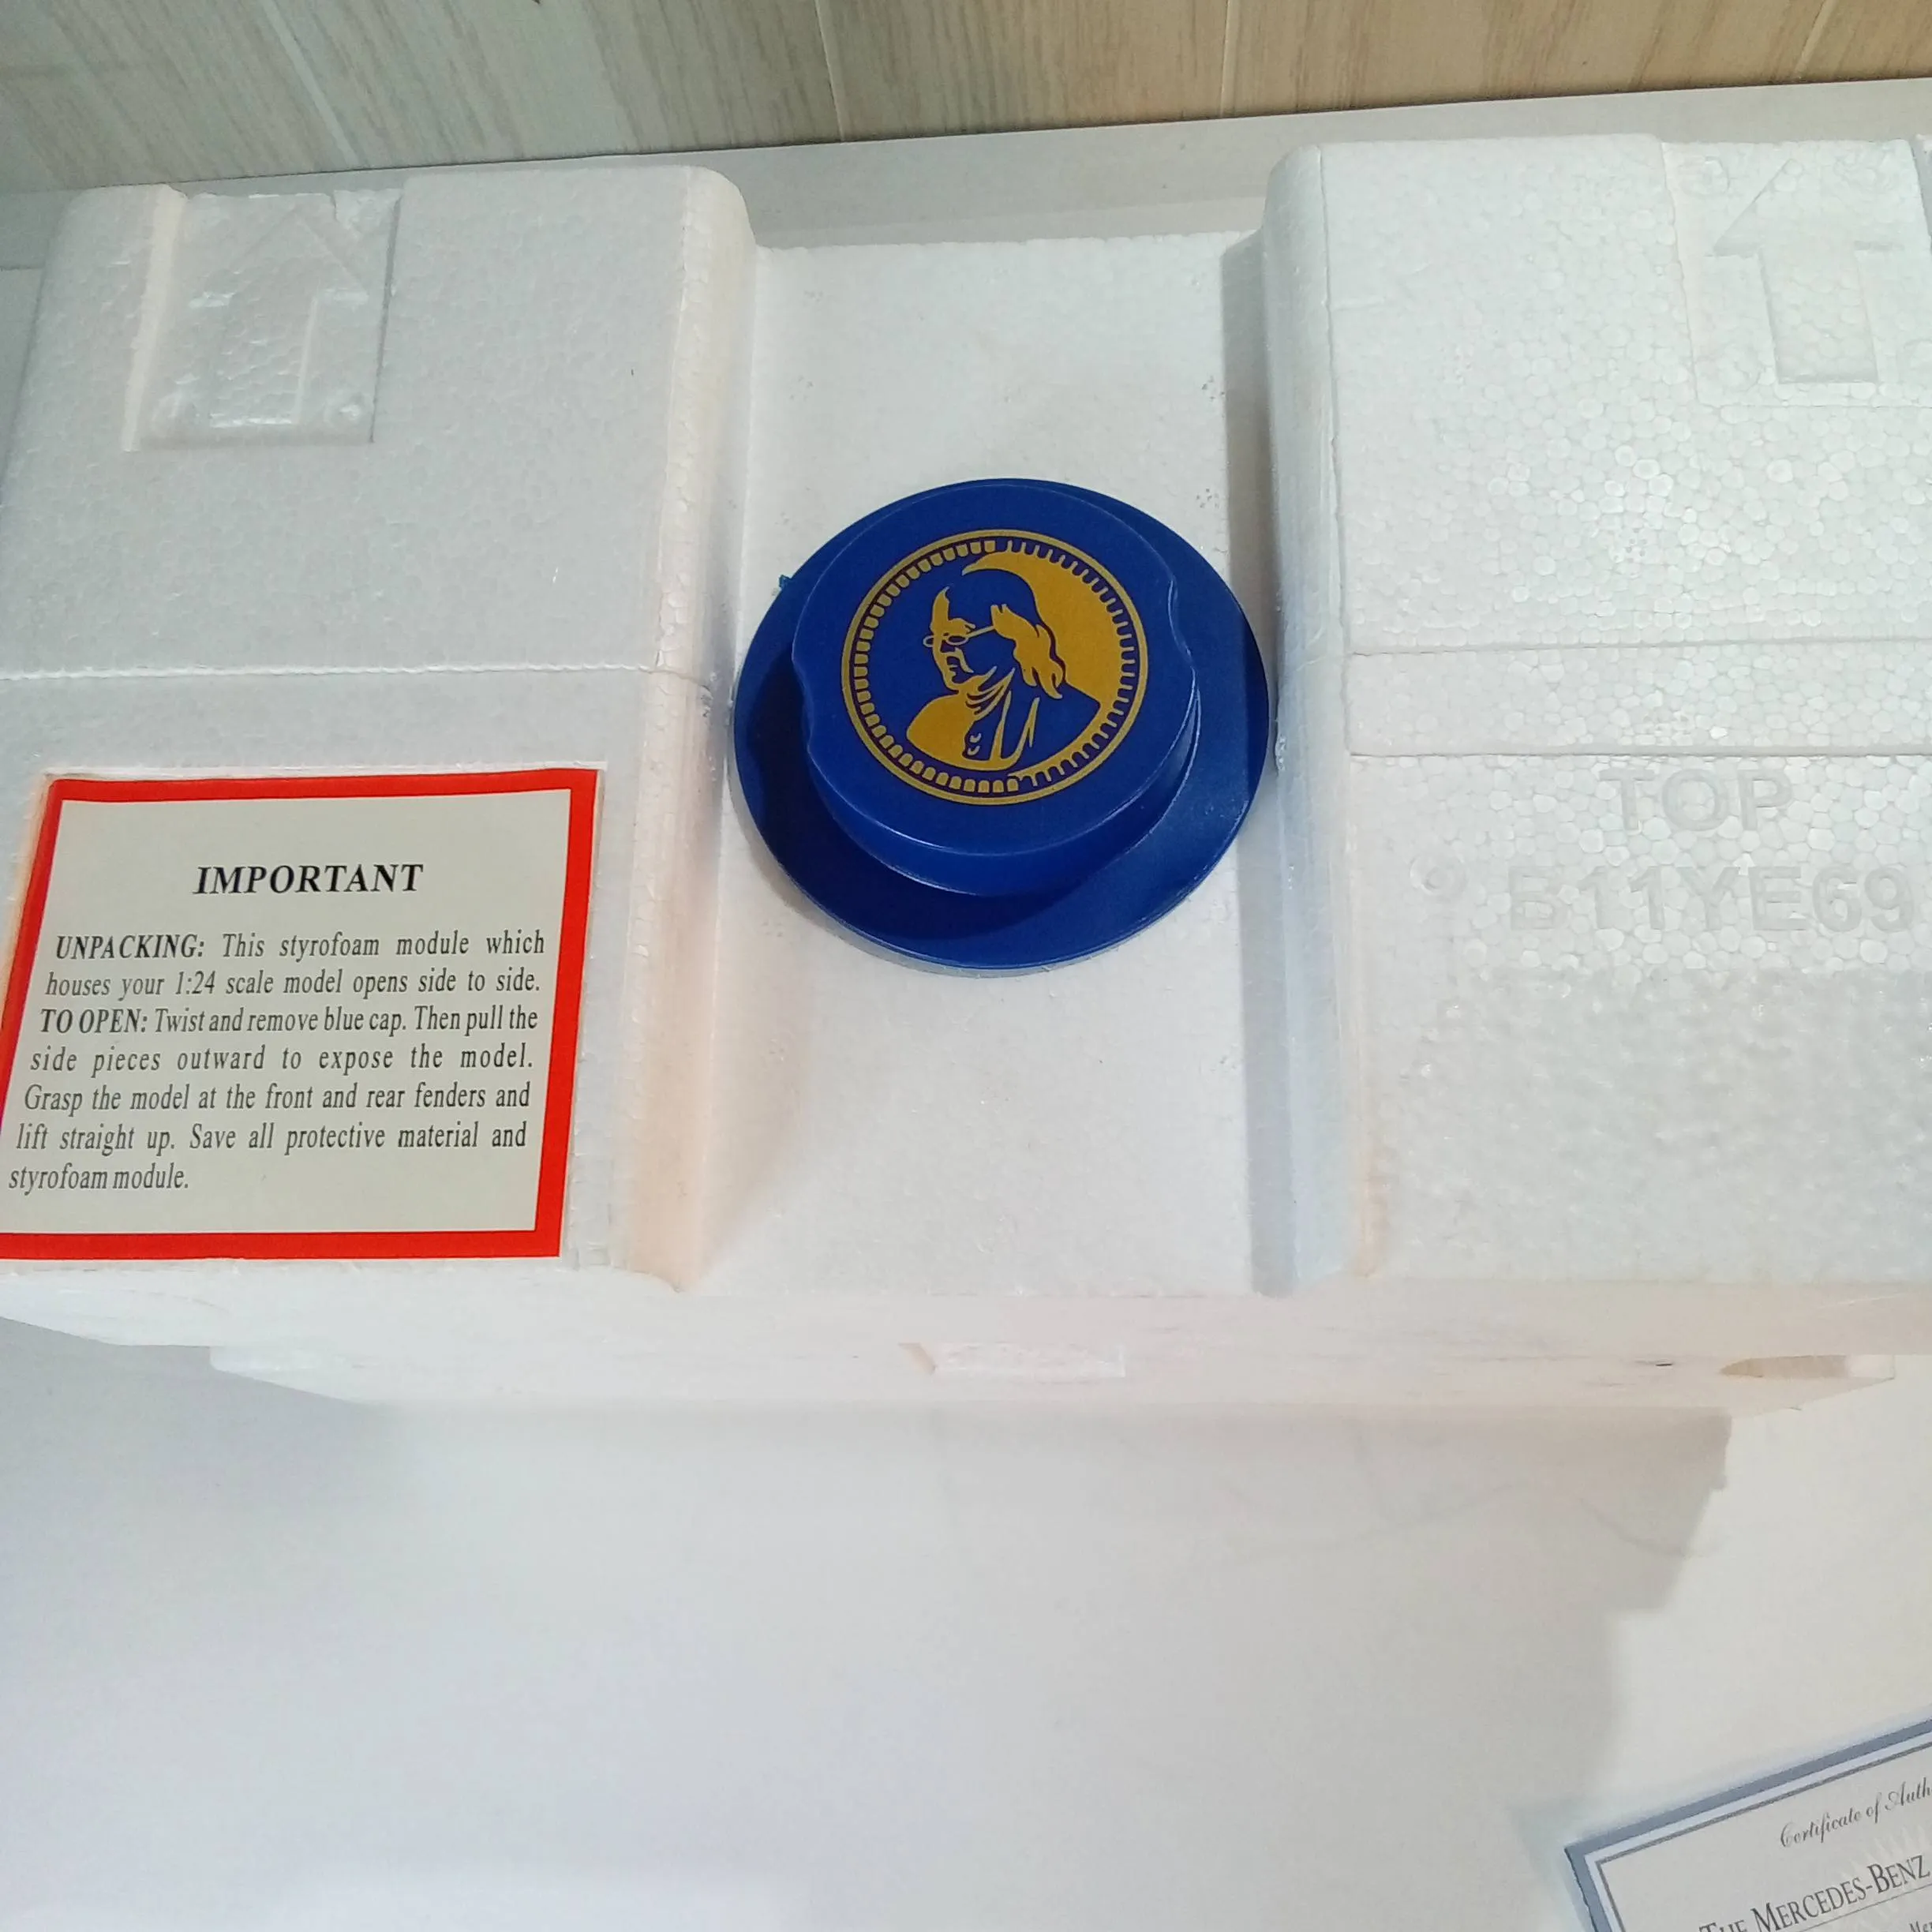 TOP
B11YE69
IMPORTANT
UNPACKING: This styrofoam module which
houses your 1:24 scale model opens side to side.
TO OPEN: Twist and remove blue cap. Then pull the
side pieces outward to expose the model.
Grasp the model at the front and rear fenders and
lift straight up. Save all protective material and
styrofoam module.
Certificate of Auth
THE MERCEDES-BENZ